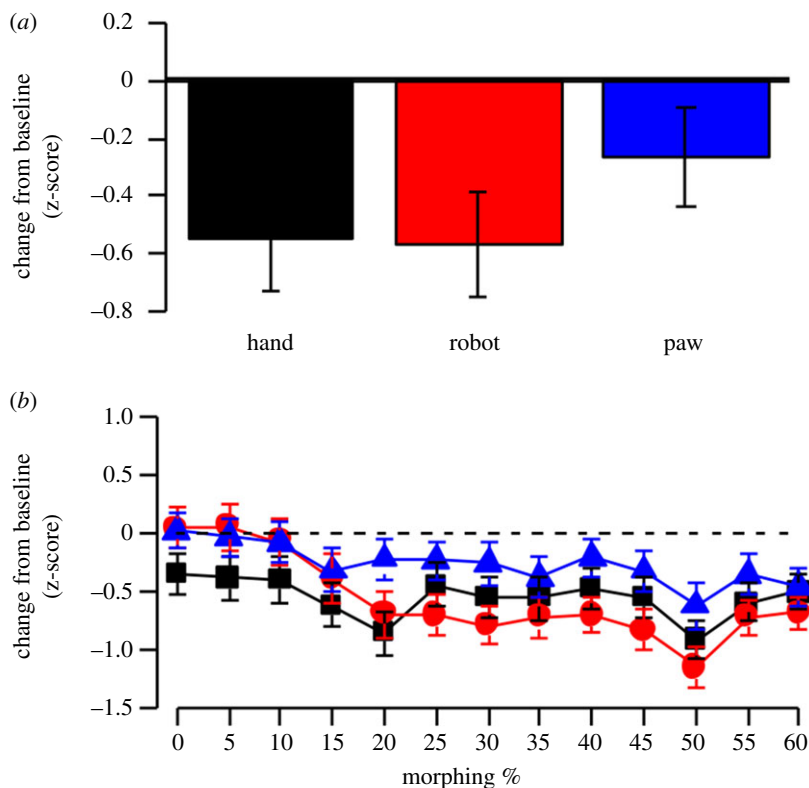 (a)
0.2
0
−0.2
−0.4
−0.6
−0.8
change from baseline
(z-score)
hand robot paw
(b)
1.0
0.5
0
−0.5
−1.0
−1.5
change from baseline
(z-score)
0 5 10 15 20 25 30 35 40 45 50 55 60
morphing %